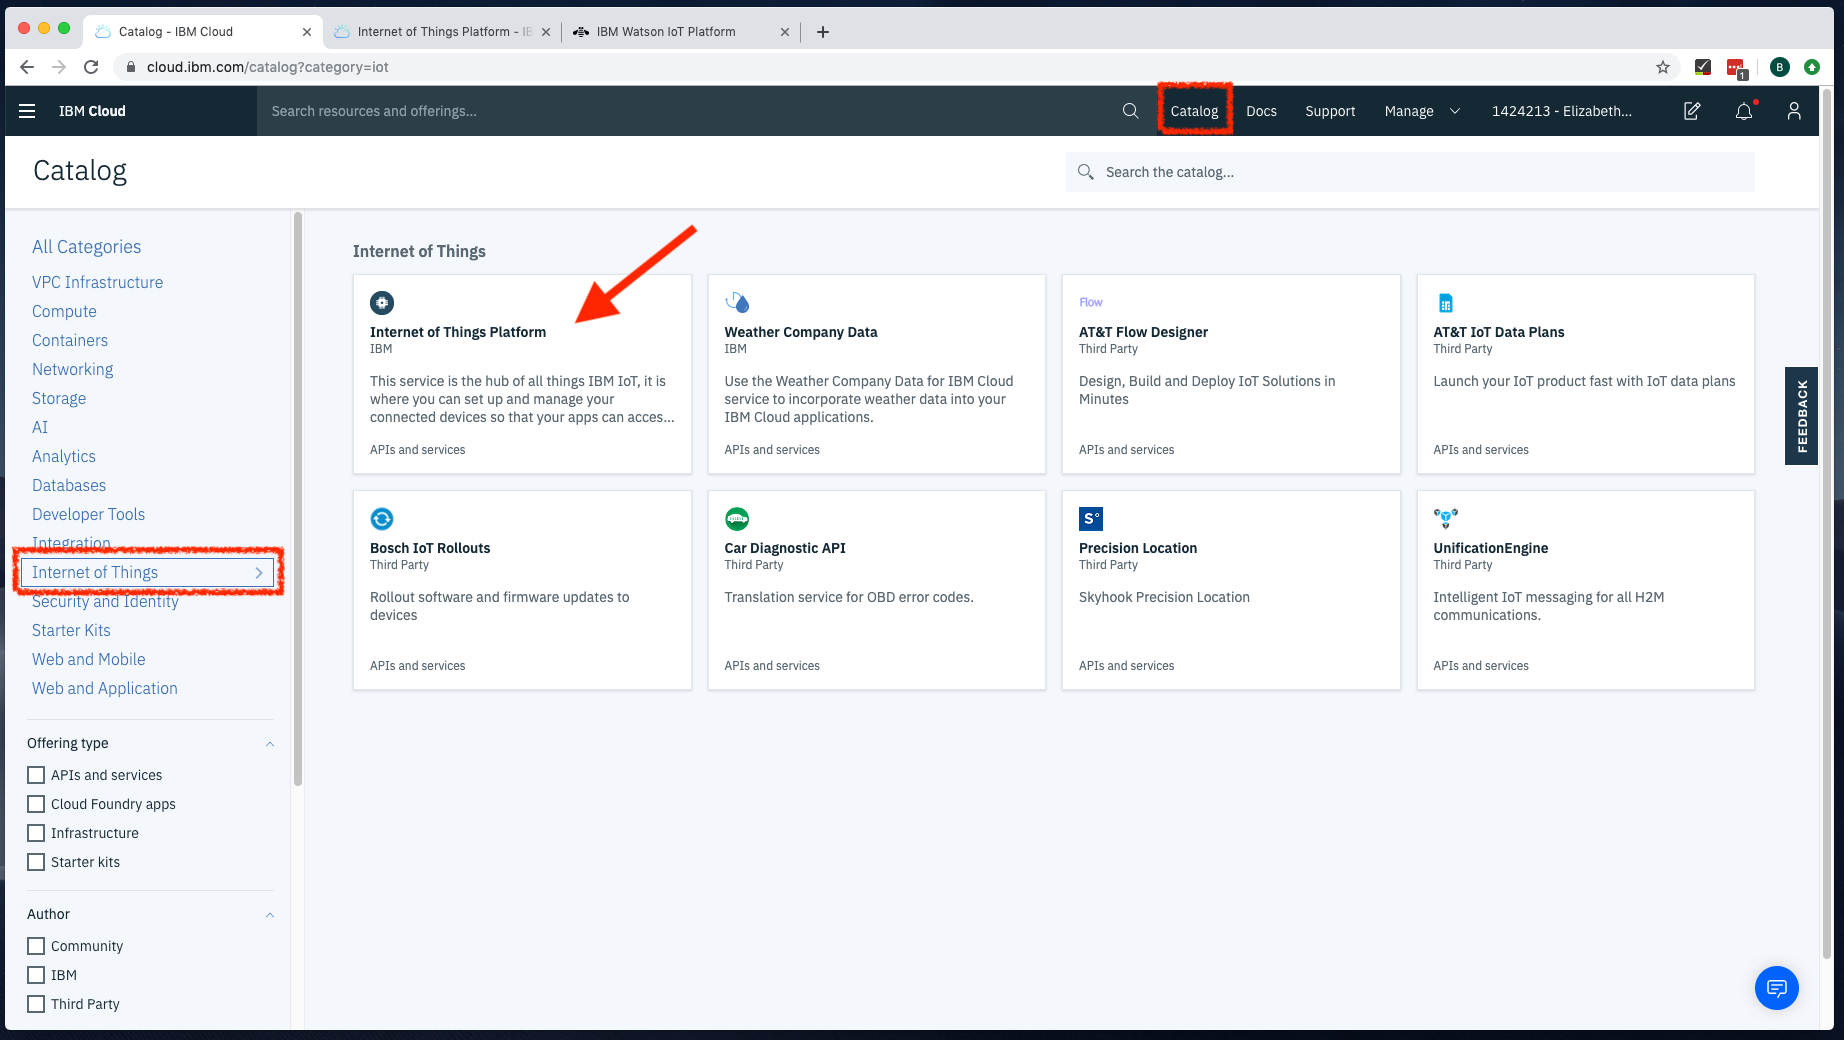 Catalog - IBM Cloud
Internet of Things Platform - IB
IBM Watson IoT Platform
cloud.ibm.com/catalog?category=iot
1
B
IBM Cloud
Search resources and offerings...
Catalog
Docs
Support
Manage
1424213 - Elizabeth...
Catalog
Search the catalog...
All Categories
VPC Infrastructure
Compute
Containers
Networking
Storage
AI
Analytics
Databases
Developer Tools
Integration
Internet of Things
Security and Identity
Starter Kits
Web and Mobile
Web and Application
Offering type
APIs and services
Cloud Foundry apps
Infrastructure
Starter kits
Author
Community
IBM
Third Party
Internet of Things
Internet of Things Platform
IBM
This service is the hub of all things IBM IoT, it is
where you can set up and manage your
connected devices so that your apps can acces...
APIs and services
Weather Company Data
IBM
Use the Weather Company Data for IBM Cloud
service to incorporate weather data into your
IBM Cloud applications.
APIs and services
Flow
AT&T Flow Designer
Third Party
Design, Build and Deploy IoT Solutions in
Minutes
APIs and services
AT&T IoT Data Plans
Third Party
Launch your IoT product fast with IoT data plans
APIs and services
Bosch IoT Rollouts
Third Party
Rollout software and firmware updates to
devices
APIs and services
Car Diagnostic API
Third Party
Translation service for OBD error codes.
APIs and services
S°
Precision Location
Third Party
Skyhook Precision Location
APIs and services
UnificationEngine
Third Party
Intelligent IoT messaging for all H2M
communications.
APIs and services
FEEDBACK